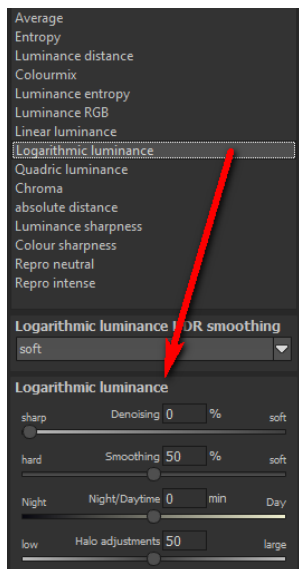 Average
Entropy
Luminance distance
Colourmix
Luminance entropy
Luminance RGB
Linear luminance
Logarithmic luminance
Quadric luminance
Chroma
absolute distance
Luminance sharpness
Colour sharpness
Repro neutral
Repro intense
Logarithmic luminance HDR smoothing
soft
Logarithmic luminance
sharp Denoising 0 % soft
hard Smoothing 50 % soft
Night Night/Daytime 0 min Day
low Halo adjustments 50 large